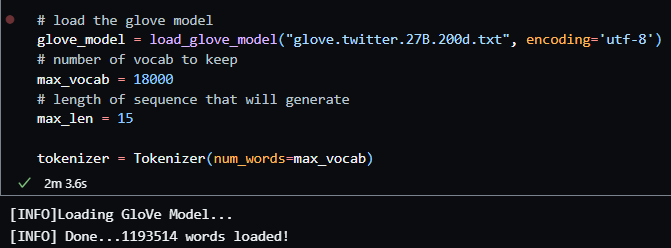 # load the glove model
glove_model = load_glove_model("glove.twitter.27B.200d.txt", encoding='utf-8')
# number of vocab to keep
max_vocab = 18000
# length of sequence that will generate
max_len = 15
tokenizer = Tokenizer(num_words=max_vocab)
✓ 2m 3.6s
[INFO]Loading GloVe Model...
[INFO] Done...1193514 words loaded!